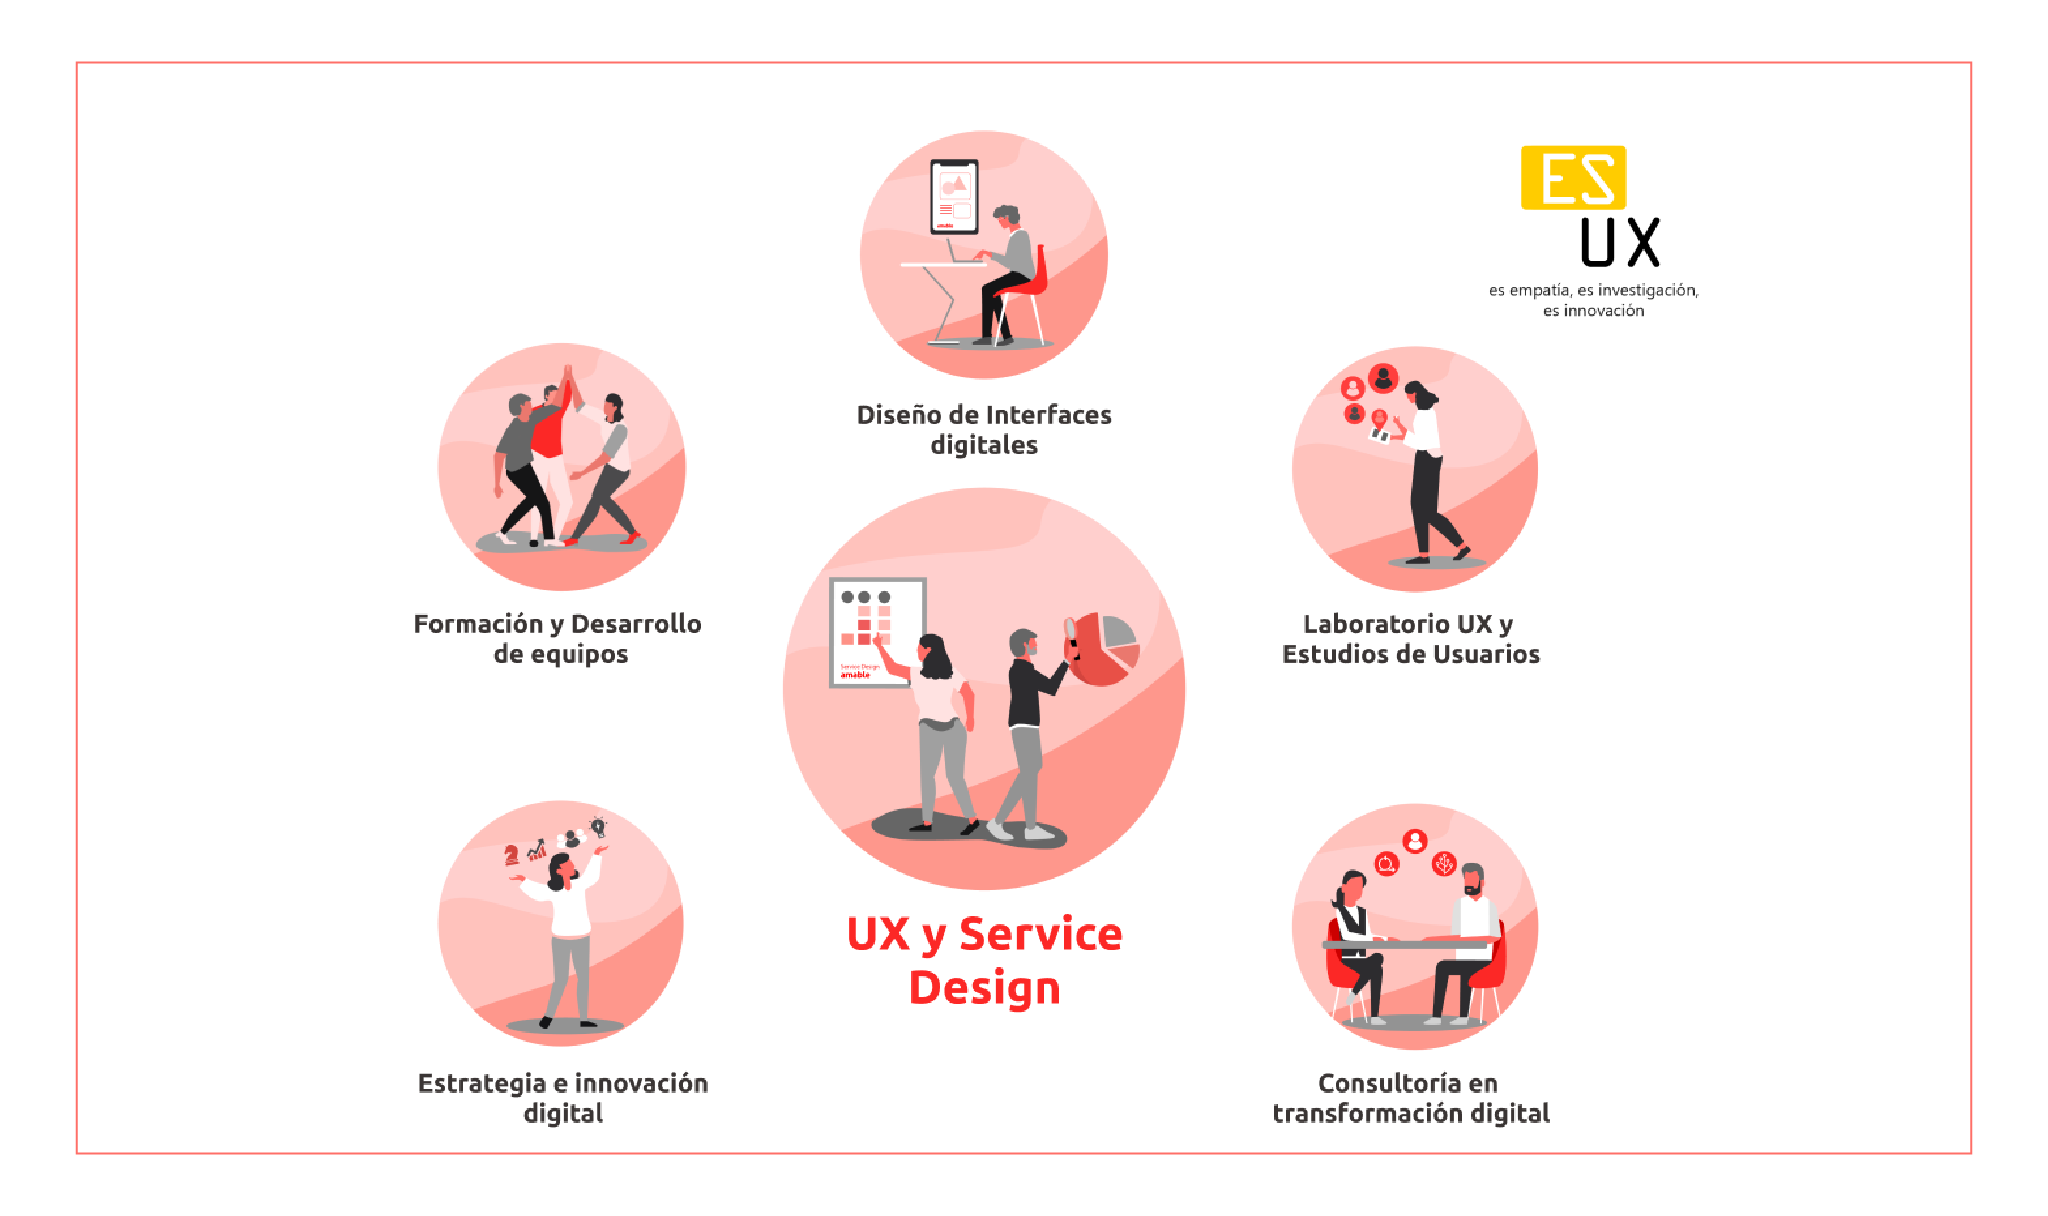 ES
UX
es empatía, es investigación,
es innovación
Diseño de Interfaces
digitales
Formación y Desarrollo
de equipos
Laboratorio UX y
Estudios de Usuarios
Service Design
amable
UX y Service
Design
Estrategia e innovación
digital
Consultoría en
transformación digital